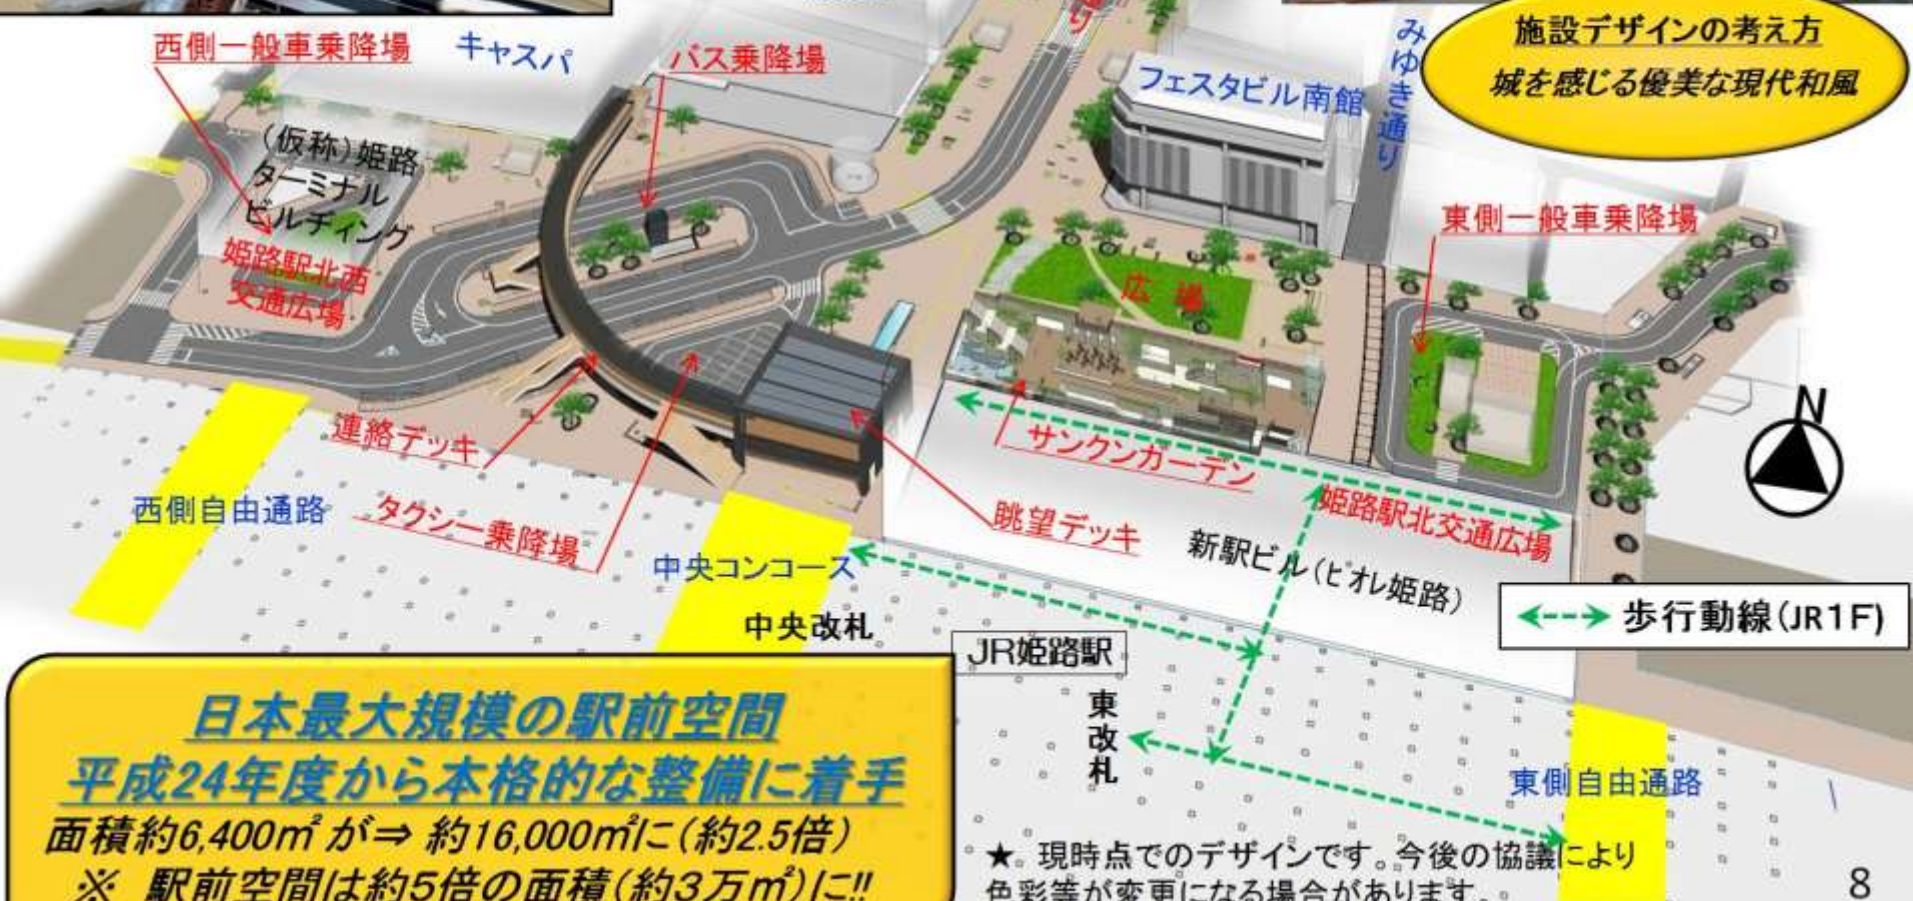 施設デザインの考え方
城を感じる優美な現代和風
西側一般車乗降場
キャスパ
バス乗降場
り
フェスタビル南館
みゆき通り
(仮称)姫路
ターミナル
ビルヂィング
姫路駅北西
交通広場
東側一般車乗降場
広場
N
連絡デッキ
サンクンガーデン
西側自由通路
タクシー乗降場
眺望デッキ
姫路駅北交通広場
中央コンコース
新駅ビル(ピオレ姫路)
中央改札
歩行動線(JR1F)
JR姫路駅
東改札
東側自由通路
日本最大規模の駅前空間
平成24年度から本格的な整備に着手
面積約6,400㎡が⇒約16,000㎡に(約2.5倍)
※ 駅前空間は約5倍の面積(約3万㎡)に!!
★ 現時点でのデザインです。今後の協議により
色彩等が変更になる場合があります。
8